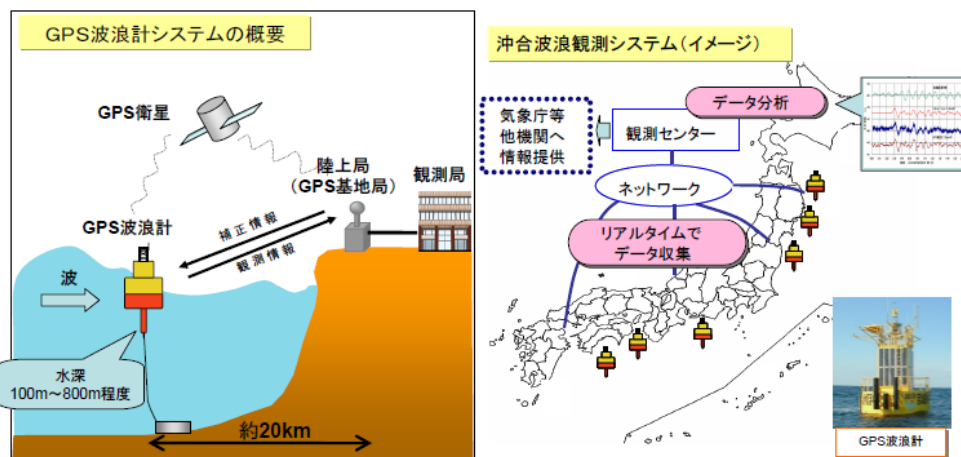 GPS波浪計システムの概要
GPS衛星
陸上局
(GPS基地局)
観測局
GPS波浪計
補正情報
観測情報
波
水深
100m~800m程度
約20km
沖合波浪観測システム(イメージ)
データ分析
気象庁等
他機関へ
情報提供
観測センター
ネットワーク
リアルタイムで
データ収集
GPS波浪計